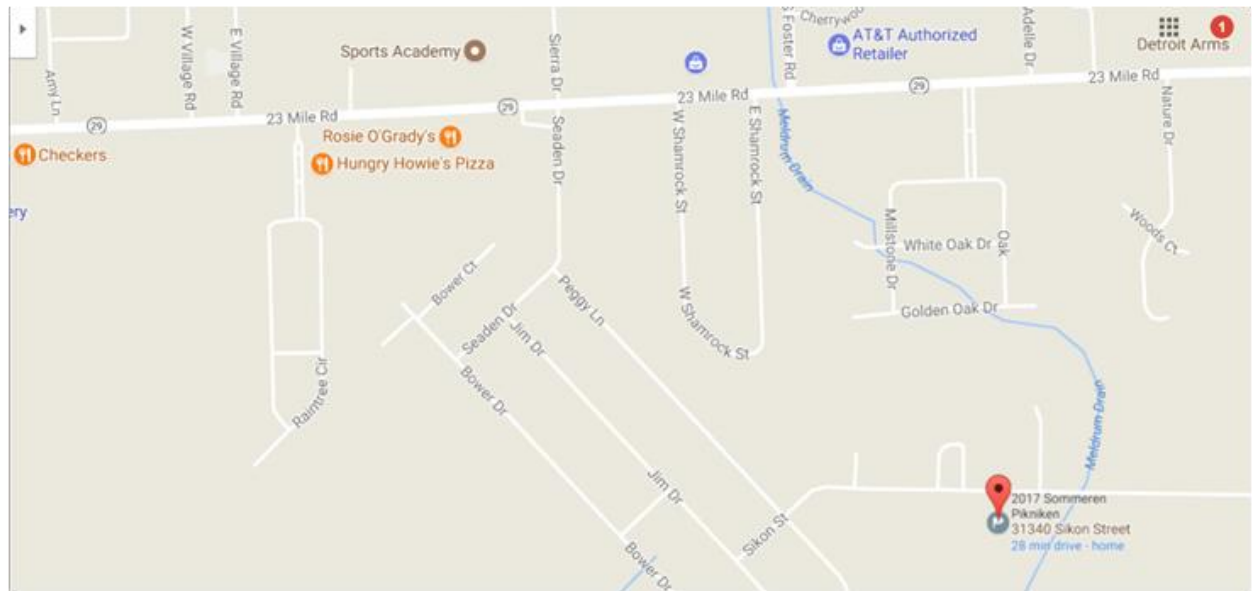 W Village Rd
E Village Rd
Amy Ln
Sports Academy
Sierra Dr
Cherrywo
S Foster Rd
AT&T Authorized
Retailer
Adelle Dr
1
Detroit Arms
29
23 Mile Rd
29
23 Mile Rd
29
23 Mile Rd
Checkers
Rosie O'Grady's
Hungry Howie's Pizza
Seaden Dr
W Shamrock St
E Shamrock St
Meldrum Drain
Nature Dr
ery
Millstone Dr
White Oak Dr
Oak
Woods Ct
Bower Ct
Peggy Ln
Golden Oak Dr
Seaden Dr
Jim Dr
W Shamrock St
Raintree Cir
Bower Dr
Meldrum Drain
Jim Dr
Sikon St
Bower Dr
2017 Sommeren
Pikniken
31340 Sikon Street
28 min drive - home